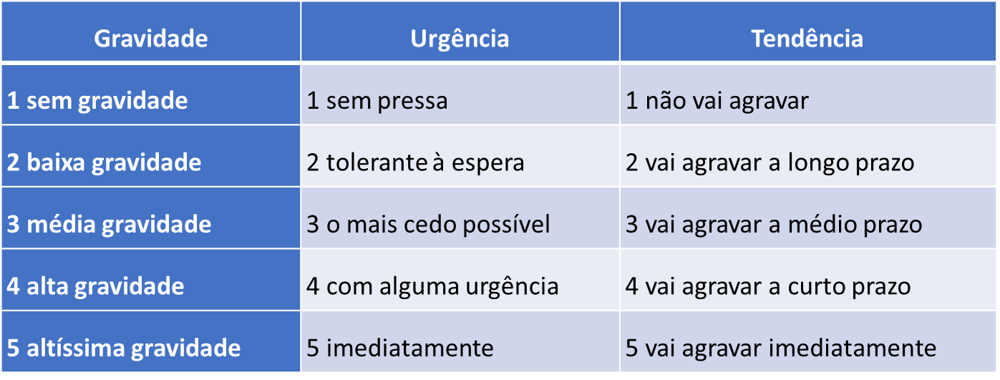 Gravidade Urgência Tendência
1 sem gravidade 1 sem pressa 1 não vai agravar
2 baixa gravidade 2 tolerante à espera 2 vai agravar a longo prazo
3 média gravidade 3 o mais cedo possível 3 vai agravar a médio prazo
4 alta gravidade 4 com alguma urgência 4 vai agravar a curto prazo
5 altíssima gravidade 5 imediatamente 5 vai agravar imediatamente